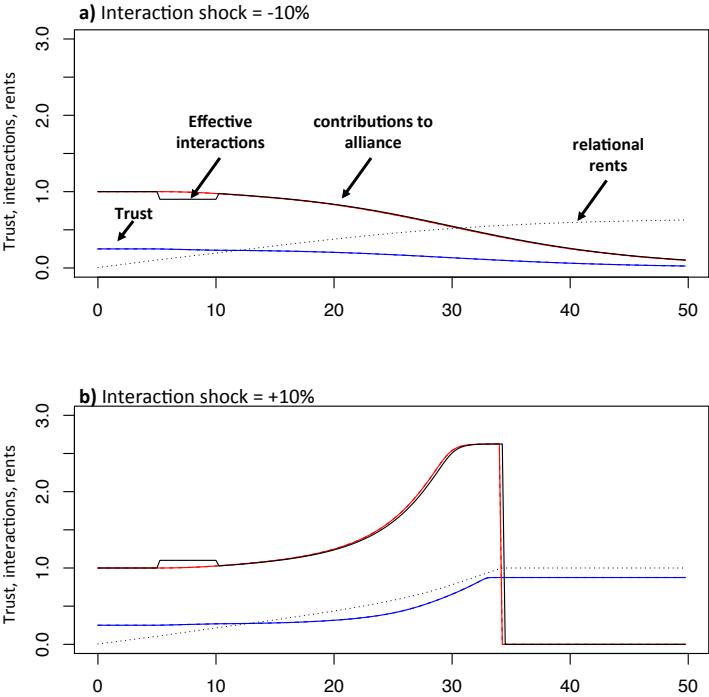 a) Interaction shock = -10%
Trust, interactions, rents
3.0
2.0
1.0
0.0
Effective
interactions
contributions to
alliance
relational
rents
Trust
0 10 20 30 40 50
b) Interaction shock = +10%
Trust, interactions, rents
3.0
2.0
1.0
0.0
0 10 20 30 40 50